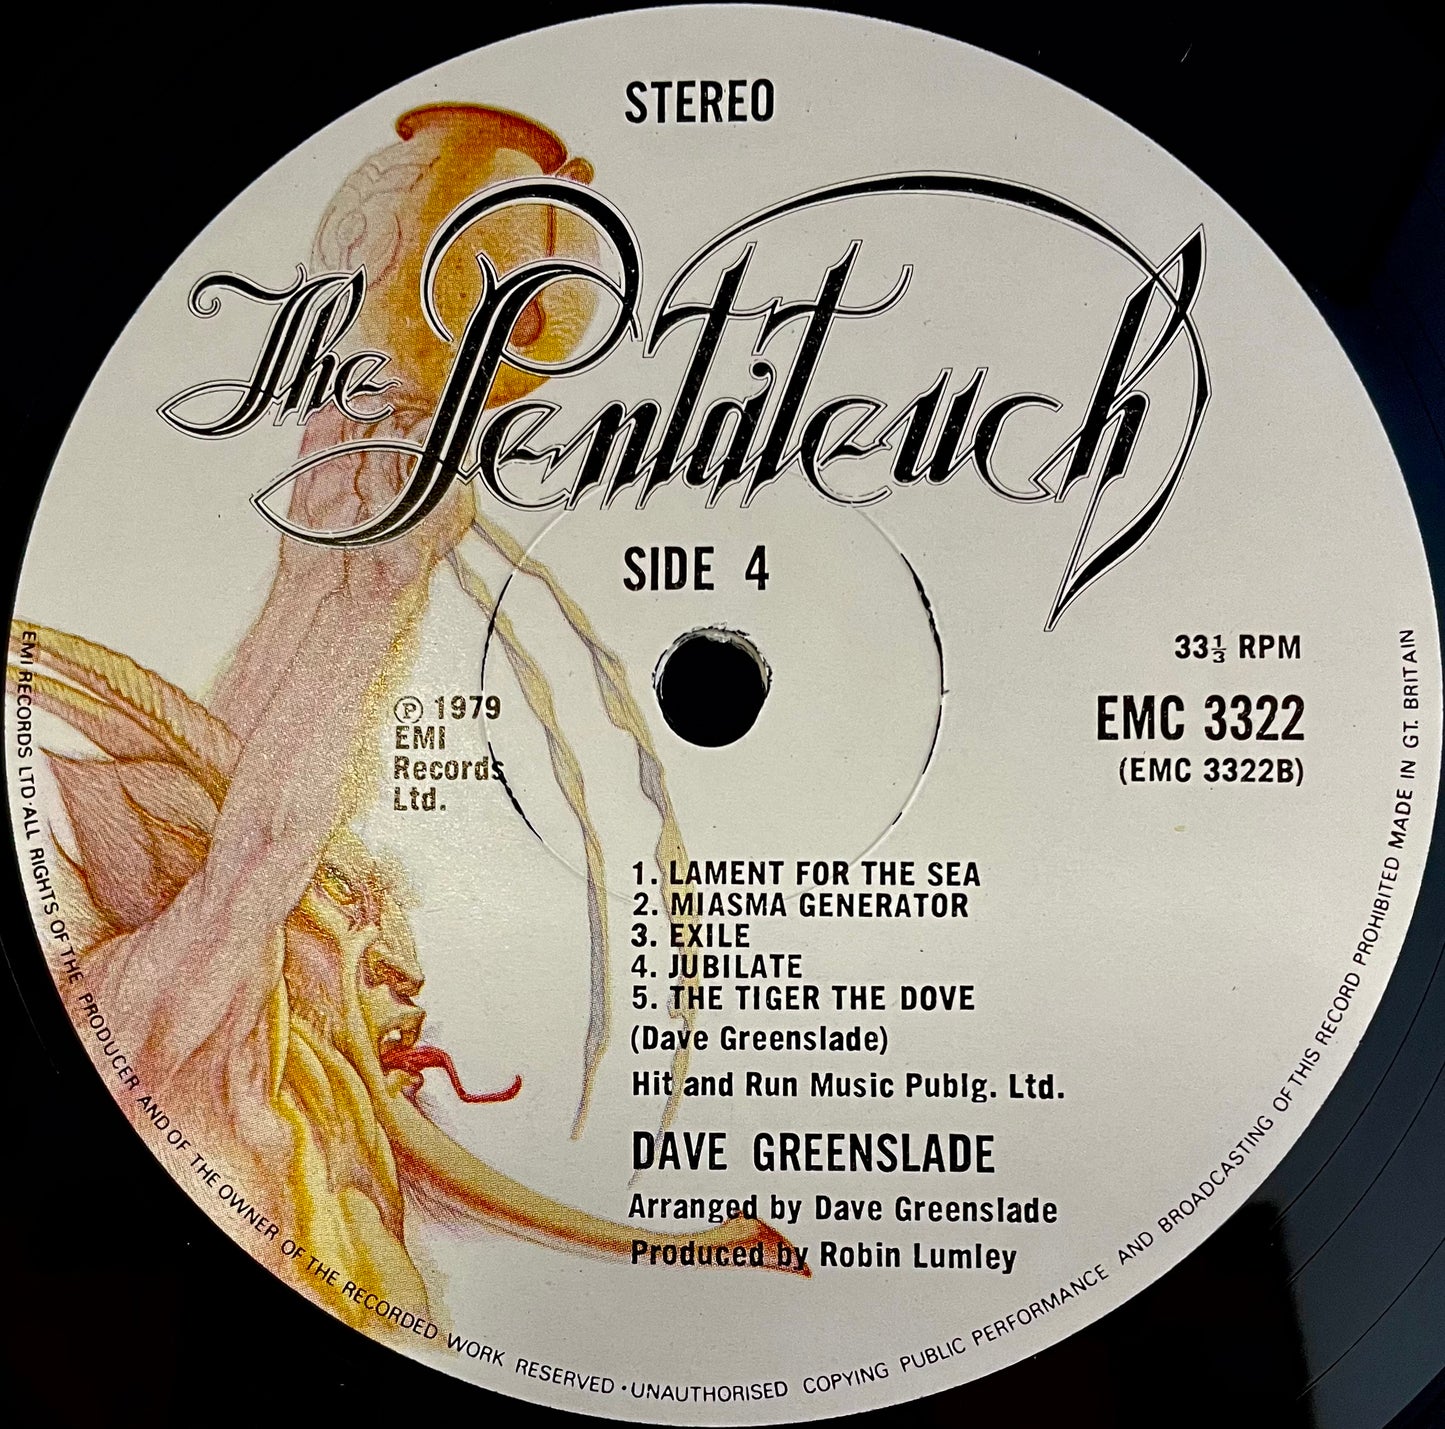 STEREO
The Pentateuch
SIDE 4
33⅓ RPM
EMC 3322
(EMC 3322B)
Ⓟ 1979
EMI
Records
Ltd.
1. LAMENT FOR THE SEA
2. MIASMA GENERATOR
3. EXILE
4. JUBILATE
5. THE TIGER THE DOVE
(Dave Greenslade)
Hit and Run Music Publg. Ltd.
DAVE GREENSLADE
Arranged by Dave Greenslade
Produced by Robin Lumley
EMI RECORDS LTD·ALL RIGHTS OF THE PRODUCER AND OF THE OWNER OF THE RECORDED WORK RESERVED·UNAUTHORISED COPYING PUBLIC PERFORMANCE AND BROADCASTING OF THIS RECORD PROHIBITED MADE IN GT. BRITAIN